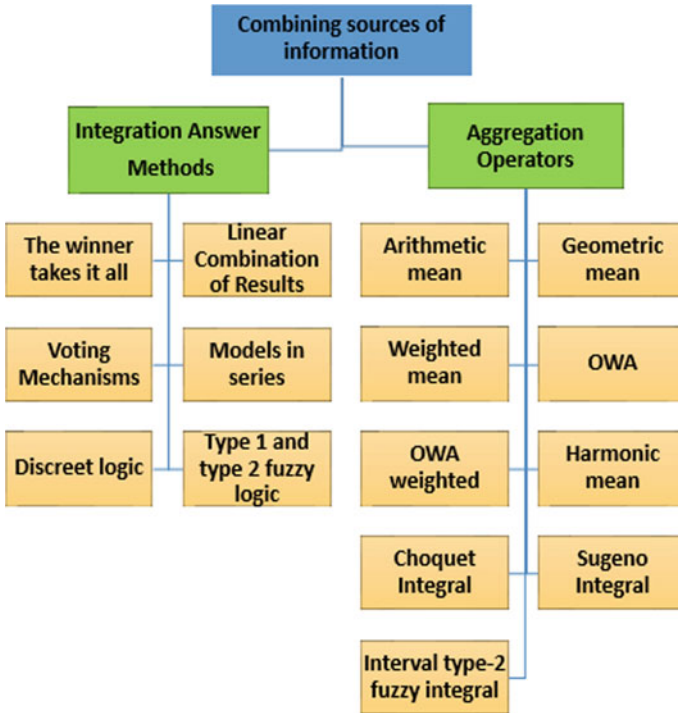 Combining sources of
information
Integration Answer
Methods
Aggregation
Operators
The winner
takes it all
Linear
Combination
of Results
Arithmetic
mean
Geometric
mean
Voting
Mechanisms
Models in
series
Weighted
mean
OWA
Discreet logic
Type 1 and
type 2 fuzzy
logic
OWA
weighted
Harmonic
mean
Choquet
Integral
Sugeno
Integral
Interval type-2
fuzzy integral